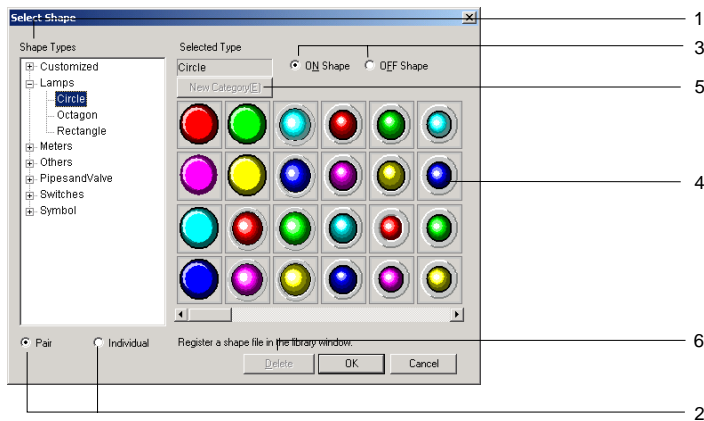 Select Shape
1
Shape Types
Selected Type
3
Customized
Circle
ON Shape
OFF Shape
Lamps
New Category[E]
5
Circle
Octagon
Rectangle
Meters
Others
PipesandValve
4
Switches
Symbol
Pair
Individual
Register a shape file in the library window.
6
Delete
OK
Cancel
2